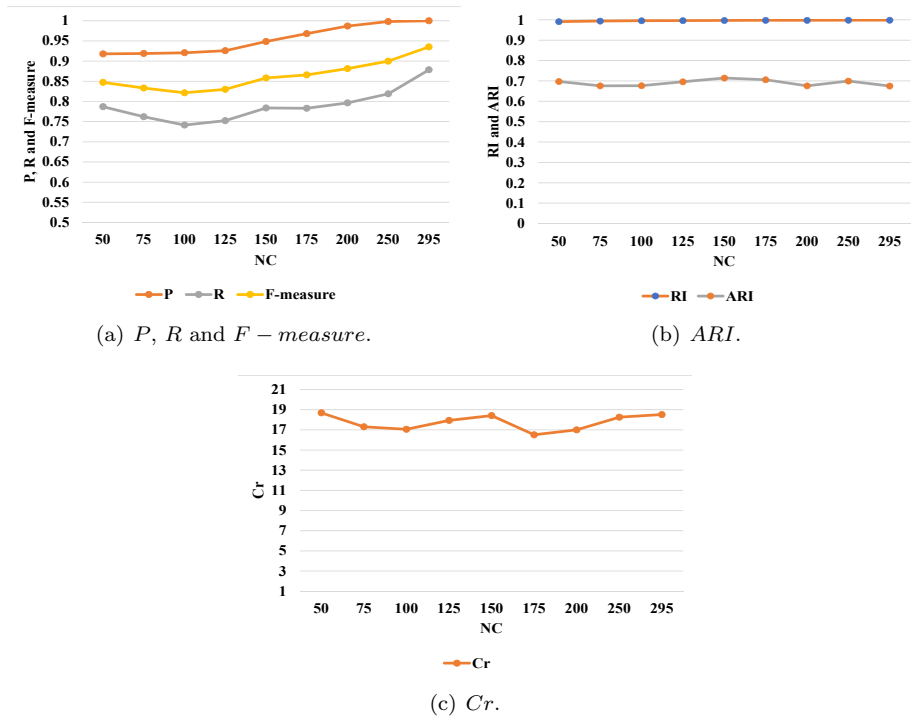 1
0.95
0.9
0.85
0.8
0.75
0.7
0.65
0.6
0.55
0.5
P, R and F-measure
50 75 100 125 150 175 200 250 295
NC
P R F-measure
(a) P, R and F − measure.
1
0.9
0.8
0.7
0.6
0.5
0.4
0.3
0.2
0.1
0
RI and ARI
50 75 100 125 150 175 200 250 295
NC
RI ARI
(b) ARI.
21
19
17
15
13
11
9
7
5
3
1
Cr
50 75 100 125 150 175 200 250 295
NC
Cr
(c) Cr.